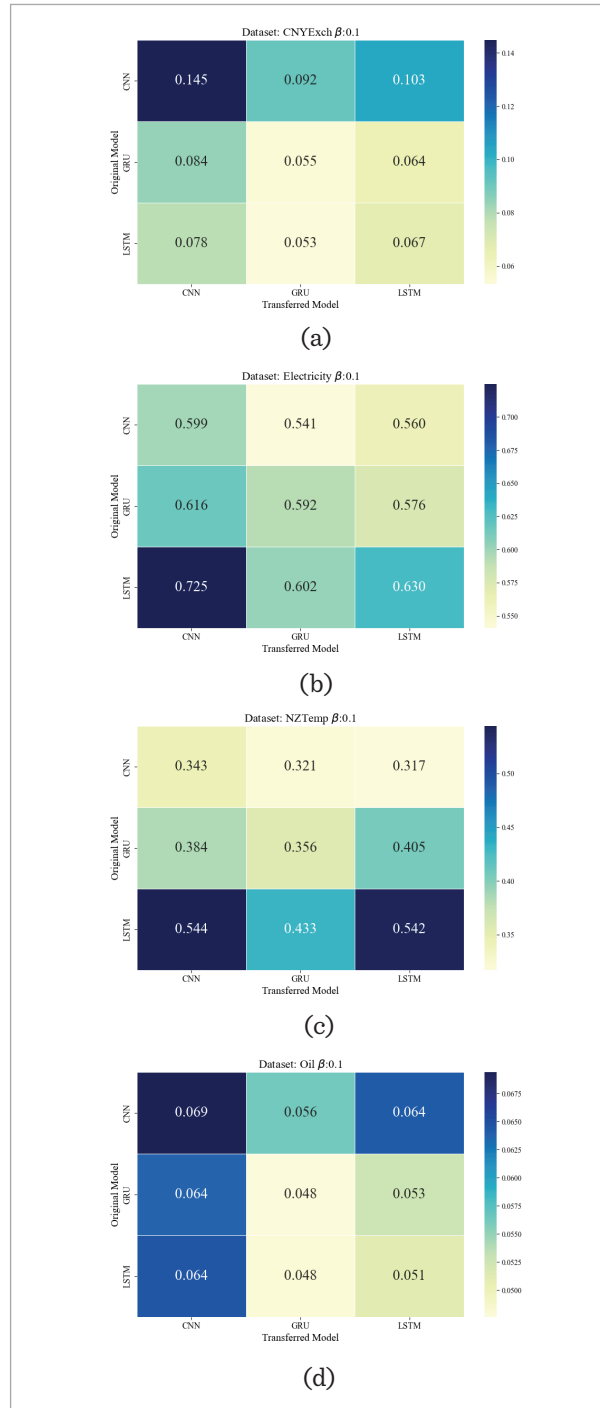 Dataset: CNYExch β:0.1
Original Model
CNN
GRU
LSTM
0.145 0.092 0.103
0.084 0.055 0.064
0.078 0.053 0.067
CNN GRU LSTM
Transferred Model
0.14
0.12
0.10
0.08
0.06
(a)
Dataset: Electricity β:0.1
Original Model
CNN
GRU
LSTM
0.599 0.541 0.560
0.616 0.592 0.576
0.725 0.602 0.630
CNN GRU LSTM
Transferred Model
0.700
0.675
0.650
0.625
0.600
0.575
0.550
(b)
Dataset: NZTemp β:0.1
Original Model
CNN
GRU
LSTM
0.343 0.321 0.317
0.384 0.356 0.405
0.544 0.433 0.542
CNN GRU LSTM
Transferred Model
0.50
0.45
0.40
0.35
(c)
Dataset: Oil β:0.1
Original Model
CNN
GRU
LSTM
0.069 0.056 0.064
0.064 0.048 0.053
0.064 0.048 0.051
CNN GRU LSTM
Transferred Model
0.0675
0.0650
0.0625
0.0600
0.0575
0.0550
0.0525
0.0500
(d)